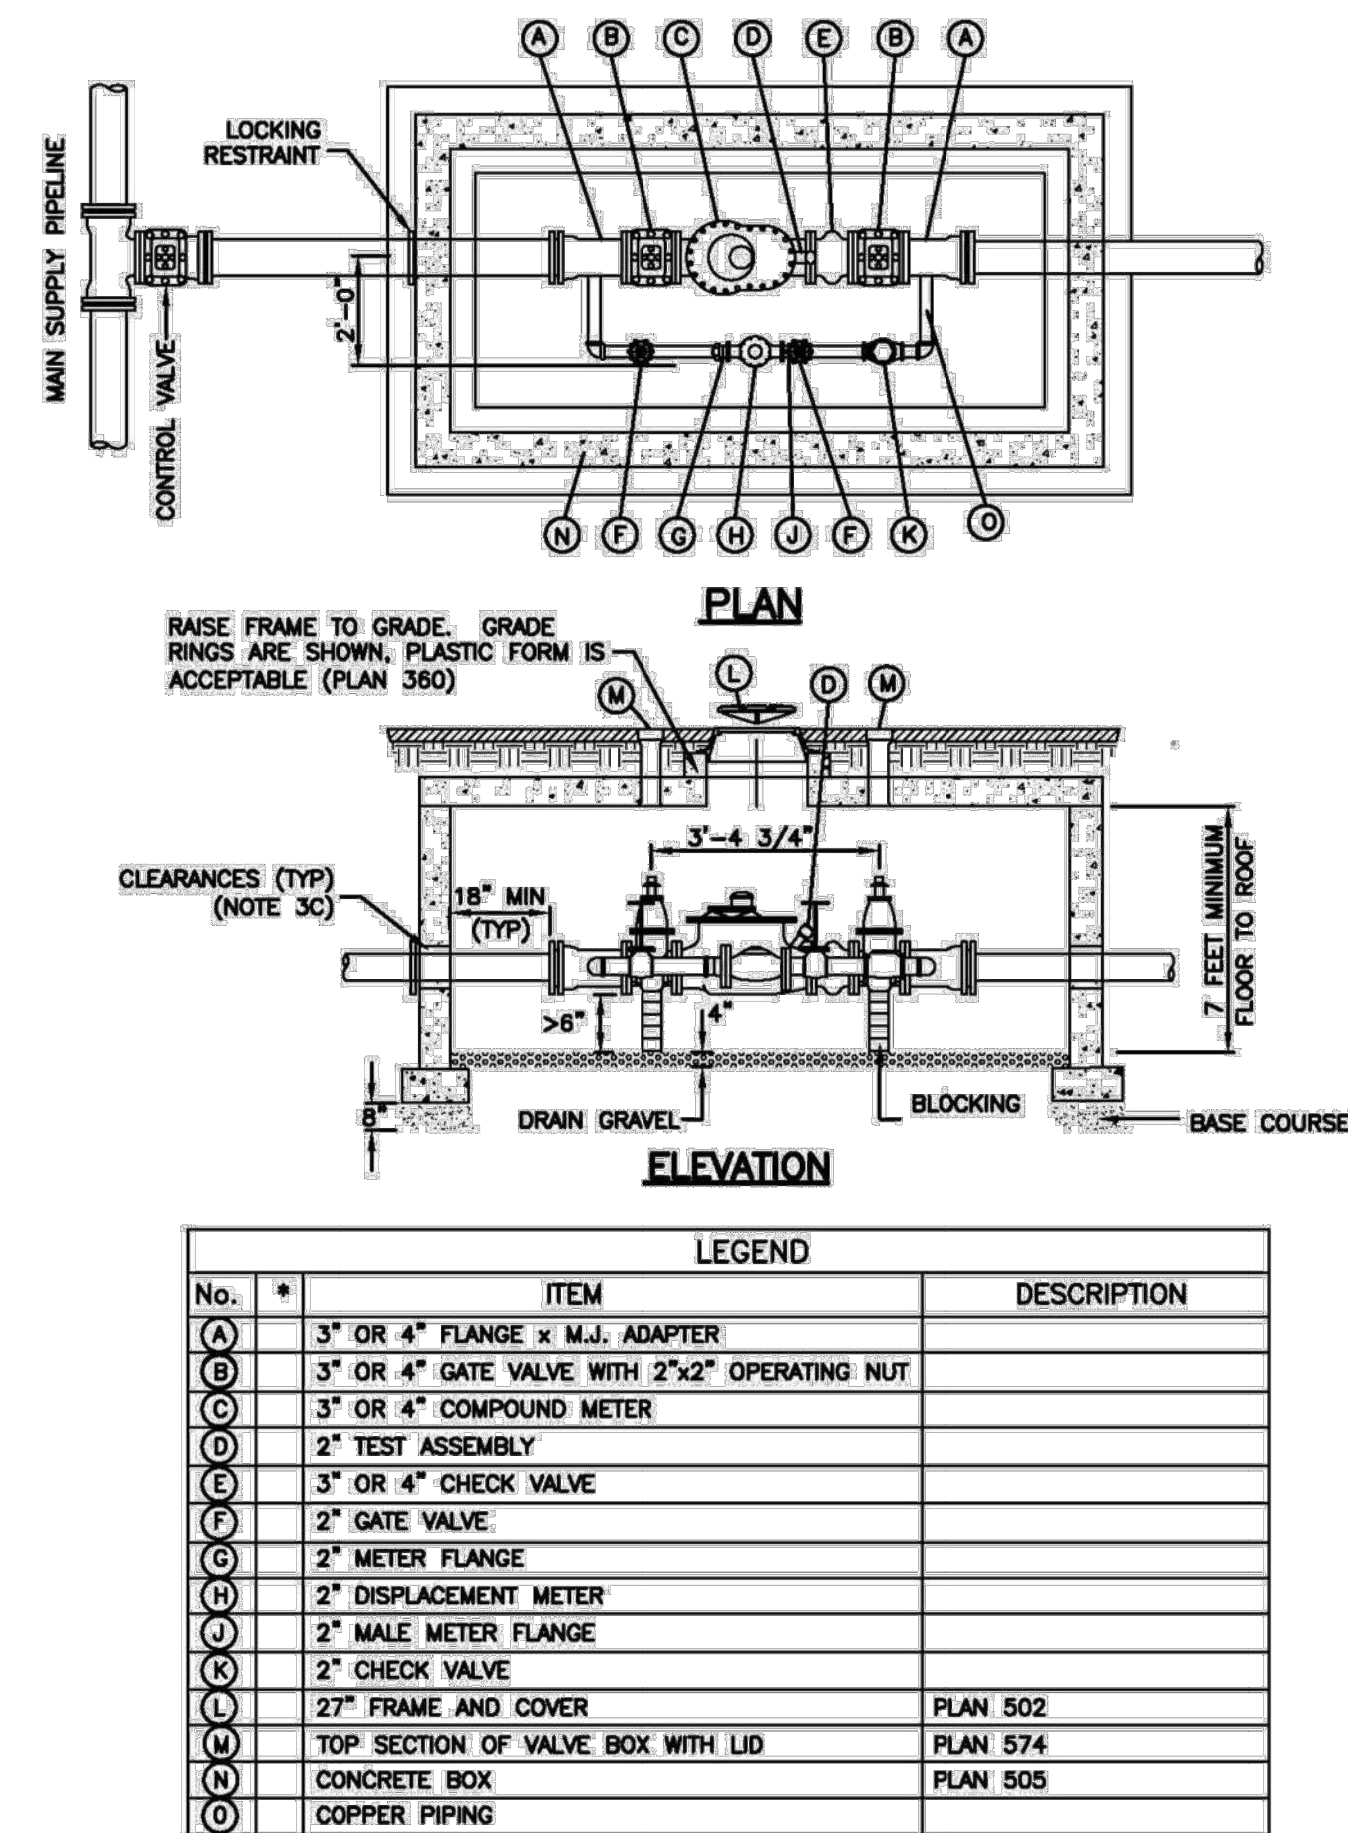 A B C D E B A
LOCKING
RESTRAINT
MAIN SUPPLY PIPELINE
2'-0"
CONTROL VALVE
N F G H J F K O
PLAN
RAISE FRAME TO GRADE. GRADE
RINGS ARE SHOWN, PLASTIC FORM IS
ACCEPTABLE (PLAN 360)
M L D M
3'-4 3/4"
CLEARANCES (TYP)
(NOTE 3C)
18" MIN
(TYP)
7 FEET MINIMUM
FLOOR TO ROOF
>6"
4"
8"
DRAIN GRAVEL
BLOCKING
BASE COURSE
ELEVATION
LEGEND
No. * ITEM DESCRIPTION
A 3" OR 4" FLANGE x M.J. ADAPTER
B 3" OR 4" GATE VALVE WITH 2"x2" OPERATING NUT
C 3" OR 4" COMPOUND METER
D 2" TEST ASSEMBLY
E 3" OR 4" CHECK VALVE
F 2" GATE VALVE
G 2" METER FLANGE
H 2" DISPLACEMENT METER
J 2" MALE METER FLANGE
K 2" CHECK VALVE
L 27" FRAME AND COVER PLAN 502
M TOP SECTION OF VALVE BOX WITH LID PLAN 574
N CONCRETE BOX PLAN 505
O COPPER PIPING